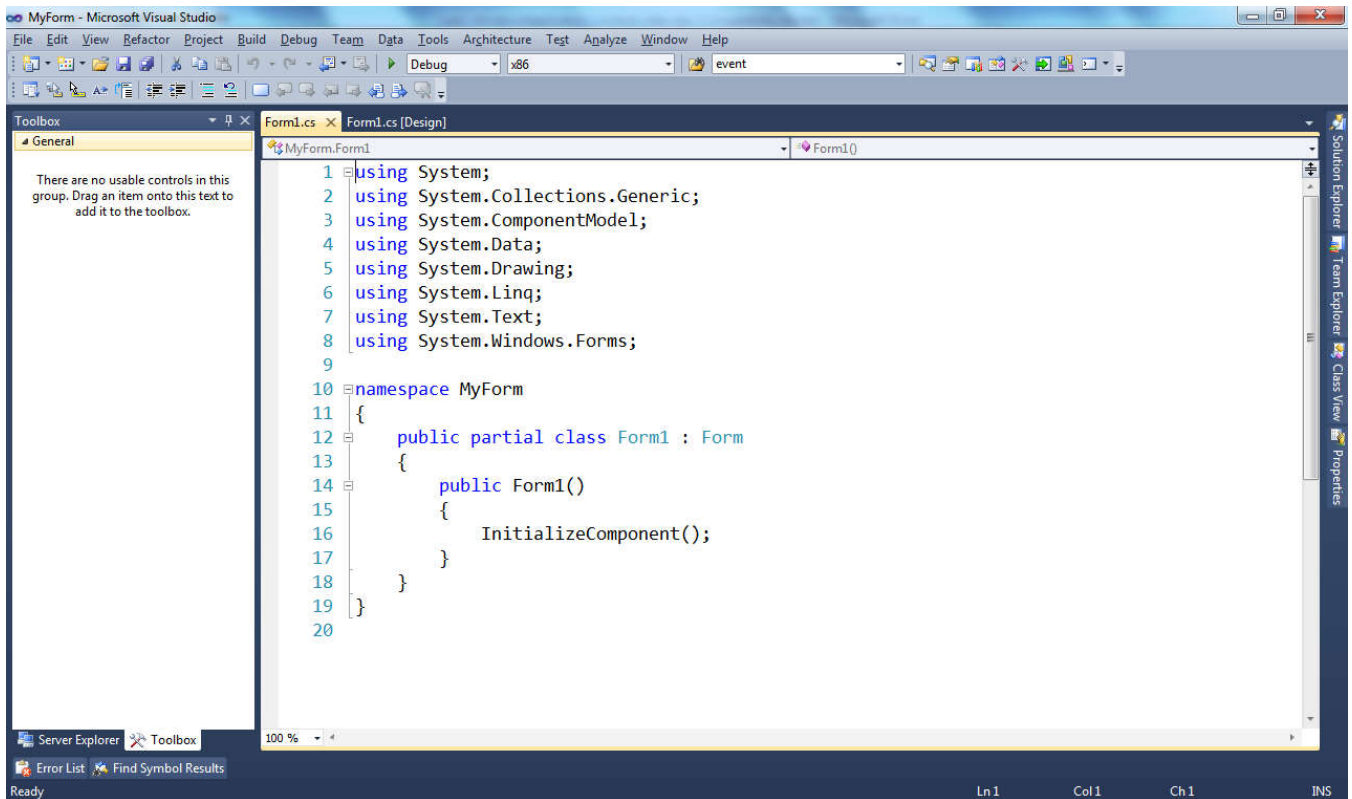 MyForm - Microsoft Visual Studio
File Edit View Refactor Project Build Debug Team Data Tools Architecture Test Analyze Window Help
Debug x86 event
Toolbox
General
There are no usable controls in this
group. Drag an item onto this text to
add it to the toolbox.
Server Explorer Toolbox
Form1.cs Form1.cs [Design]
MyForm.Form1 Form1()
1 using System;
2 using System.Collections.Generic;
3 using System.ComponentModel;
4 using System.Data;
5 using System.Drawing;
6 using System.Linq;
7 using System.Text;
8 using System.Windows.Forms;
9
10 namespace MyForm
11 {
12 public partial class Form1 : Form
13 {
14 public Form1()
15 {
16 InitializeComponent();
17 }
18 }
19 }
20
100 %
Solution Explorer
Team Explorer
Class View
Properties
Error List Find Symbol Results
Ready Ln 1 Col 1 Ch 1 INS